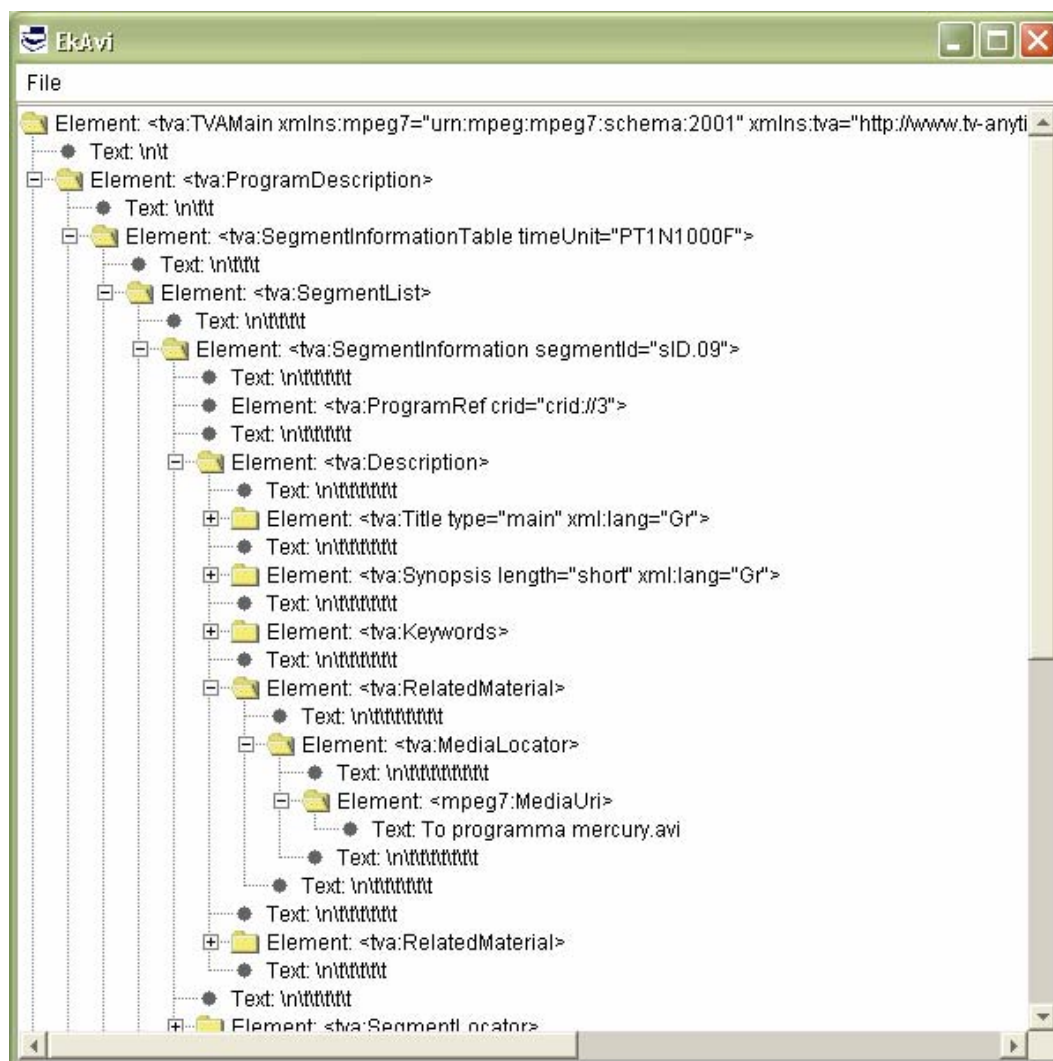 EkAvi
File
Element: <tva:TVAMain xmlns:mpeg7="urn:mpeg:mpeg7:schema:2001" xmlns:tva="http://www.tv-anyti
Text: \n\t
Element: <tva:ProgramDescription>
Text: \n\t\t
Element: <tva:SegmentInformationTable timeUnit="PT1N1000F">
Text: \n\t\t\t
Element: <tva:SegmentList>
Text: \n\t\t\t\t
Element: <tva:SegmentInformation segmentId="sID.09">
Text: \n\t\t\t\t\t
Element: <tva:ProgramRef crid="crid://3">
Text: \n\t\t\t\t\t
Element: <tva:Description>
Text: \n\t\t\t\t\t\t
Element: <tva:Title type="main" xml:lang="Gr">
Text: \n\t\t\t\t\t\t
Element: <tva:Synopsis length="short" xml:lang="Gr">
Text: \n\t\t\t\t\t\t
Element: <tva:Keywords>
Text: \n\t\t\t\t\t\t
Element: <tva:RelatedMaterial>
Text: \n\t\t\t\t\t\t\t
Element: <tva:MediaLocator>
Text: \n\t\t\t\t\t\t\t\t
Element: <mpeg7:MediaUri>
Text: To programma mercury.avi
Text: \n\t\t\t\t\t\t\t
Text: \n\t\t\t\t\t\t
Text: \n\t\t\t\t\t\t
Element: <tva:RelatedMaterial>
Text: \n\t\t\t\t\t
Text: \n\t\t\t\t\t
Element: <tva:SegmentLocator>